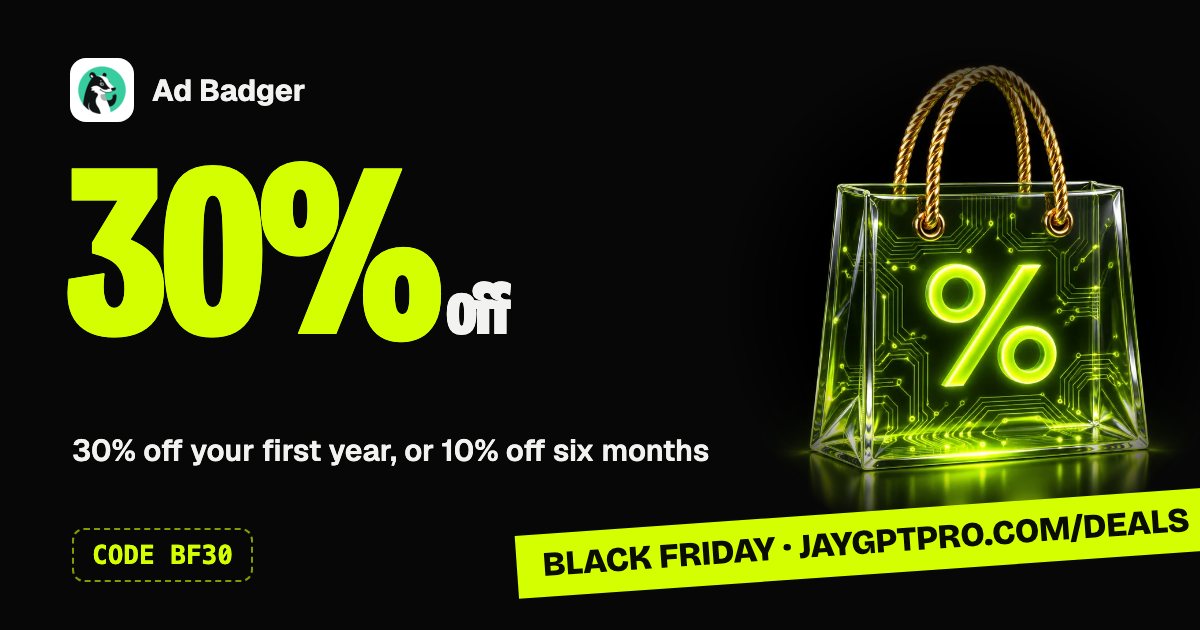 Ad Badger
30% off
30% off your first year, or 10% off six months
CODE BF30
%
BLACK FRIDAY · JAYGPTPRO.COM/DEALS